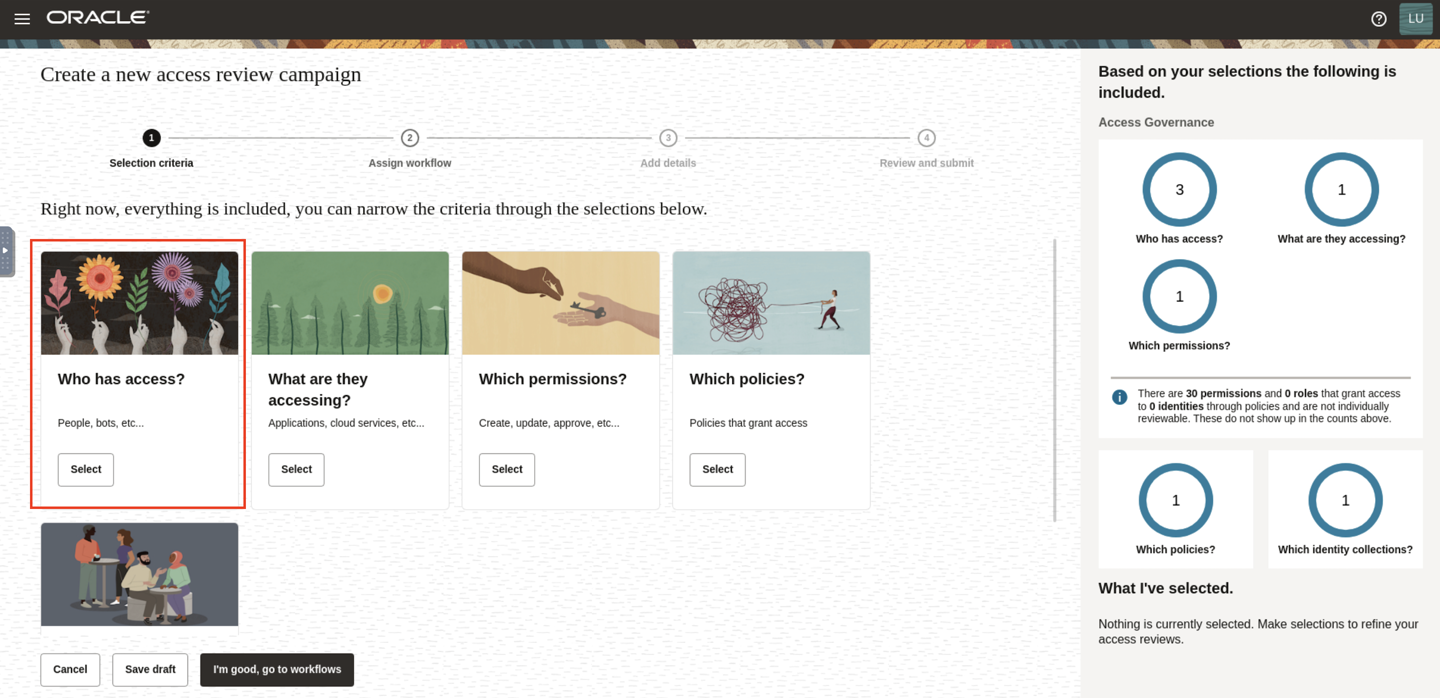 ORACLE
LU
Create a new access review campaign
1
2
3
4
Selection criteria
Assign workflow
Add details
Review and submit
Right now, everything is included, you can narrow the criteria through the selections below.
Who has access?
People, bots, etc...
Select
What are they
accessing?
Applications, cloud services, etc...
Select
Which permissions?
Create, update, approve, etc...
Select
Which policies?
Policies that grant access
Select
Cancel
Save draft
I'm good, go to workflows
Based on your selections the following is
included.
Access Governance
3
Who has access?
1
What are they accessing?
1
Which permissions?
There are 30 permissions and 0 roles that grant access
to 0 identities through policies and are not individually
reviewable. These do not show up in the counts above.
1
Which policies?
1
Which identity collections?
What I've selected.
Nothing is currently selected. Make selections to refine your
access reviews.